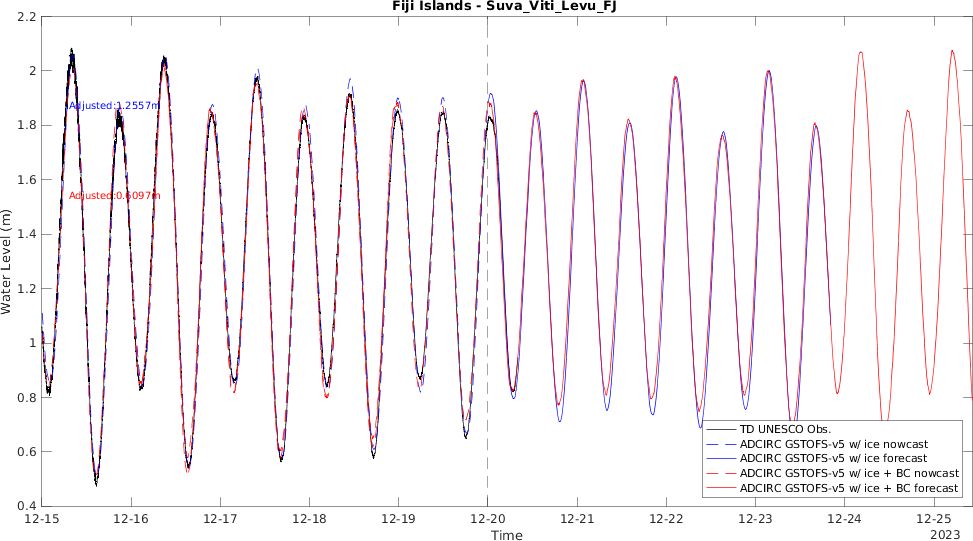 Fiji Islands - Suva_Viti_Levu_FJ
2.2
2
1.8
1.6
1.4
1.2
1
0.8
0.6
0.4
Water Level (m)
Adjusted:1.2557m
Adjusted:0.6097m
TD UNESCO Obs.
ADCIRC GSTOFS-v5 w/ ice nowcast
ADCIRC GSTOFS-v5 w/ ice forecast
ADCIRC GSTOFS-v5 w/ ice + BC nowcast
ADCIRC GSTOFS-v5 w/ ice + BC forecast
12-15 12-16 12-17 12-18 12-19 12-20 12-21 12-22 12-23 12-24 12-25
2023
Time